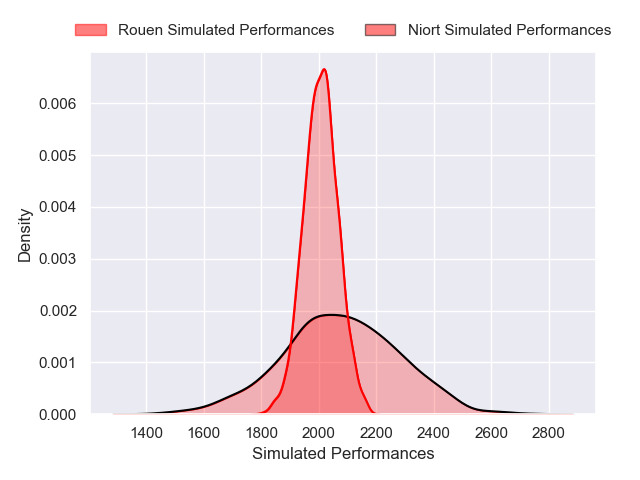 Rouen Simulated Performances
Niort Simulated Performances
0.006
0.005
0.004
0.003
0.002
0.001
0.000
Density
1400 1600 1800 2000 2200 2400 2600 2800
Simulated Performances